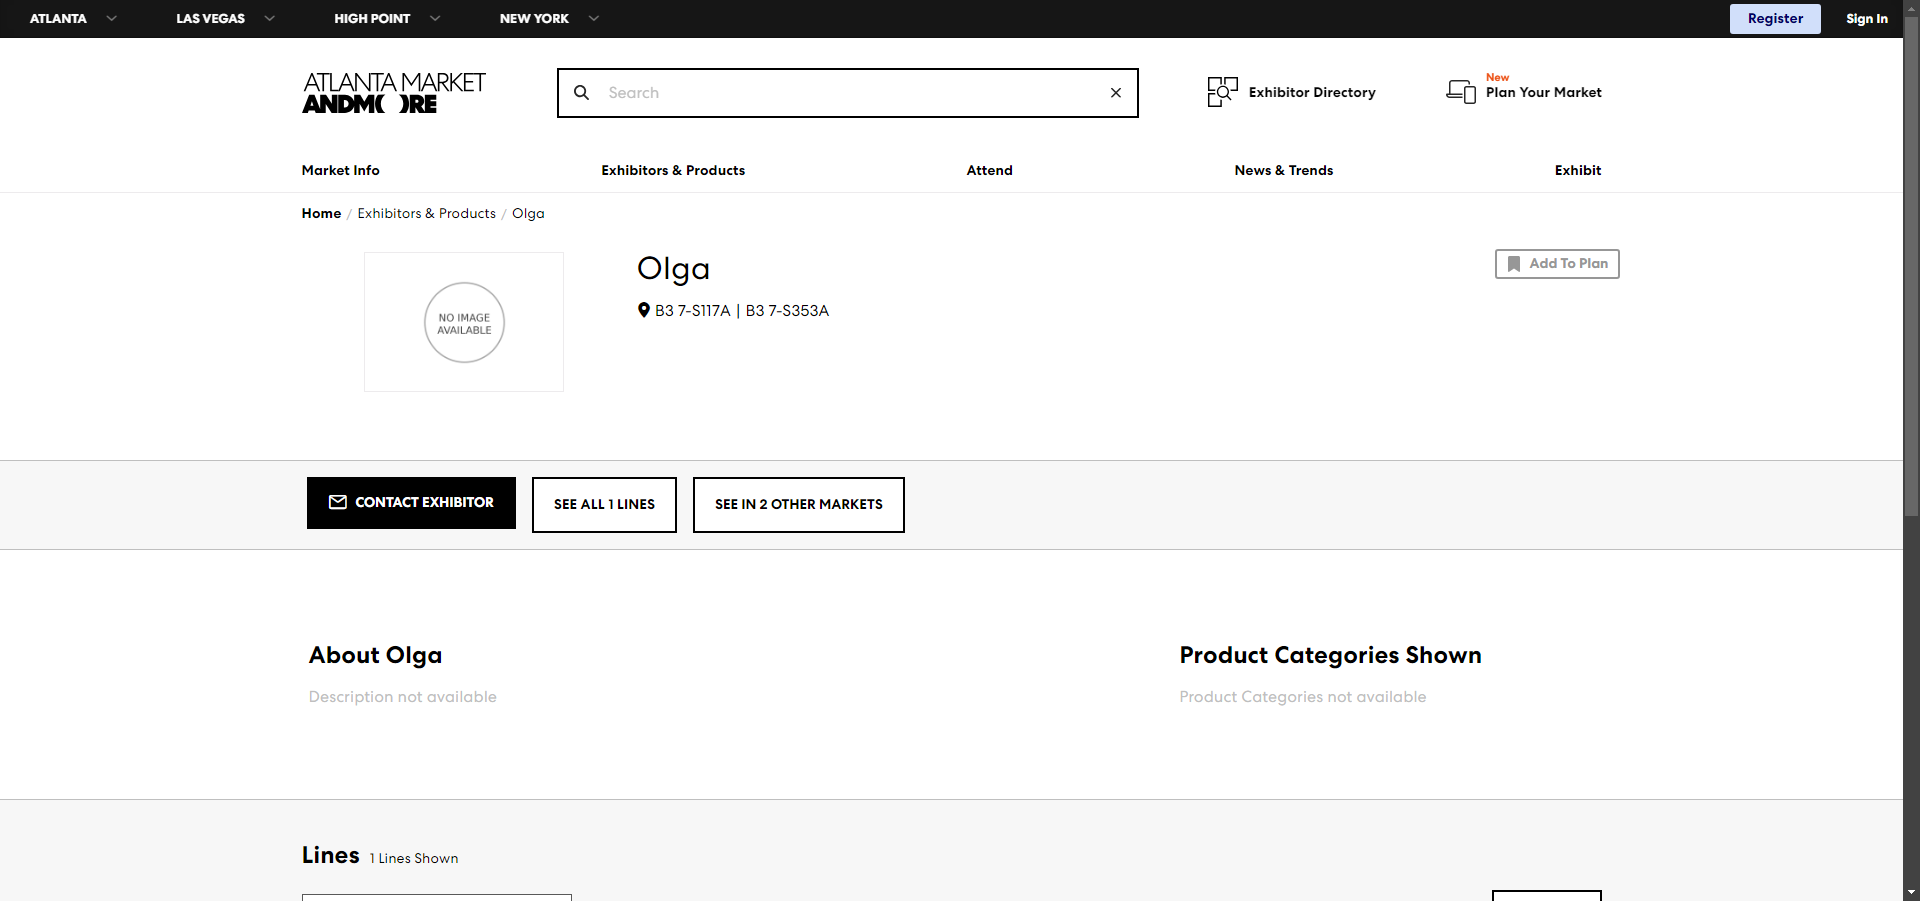 ATLANTA LAS VEGAS HIGH POINT NEW YORK Register Sign In
ATLANTA MARKET
ANDMORE
Search
Exhibitor Directory
New
Plan Your Market
Market Info Exhibitors & Products Attend News & Trends Exhibit
Home / Exhibitors & Products / Olga
NO IMAGE
AVAILABLE
Olga
B3 7-S117A | B3 7-S353A
Add To Plan
CONTACT EXHIBITOR SEE ALL 1 LINES SEE IN 2 OTHER MARKETS
About Olga
Description not available
Product Categories Shown
Product Categories not available
Lines 1 Lines Shown